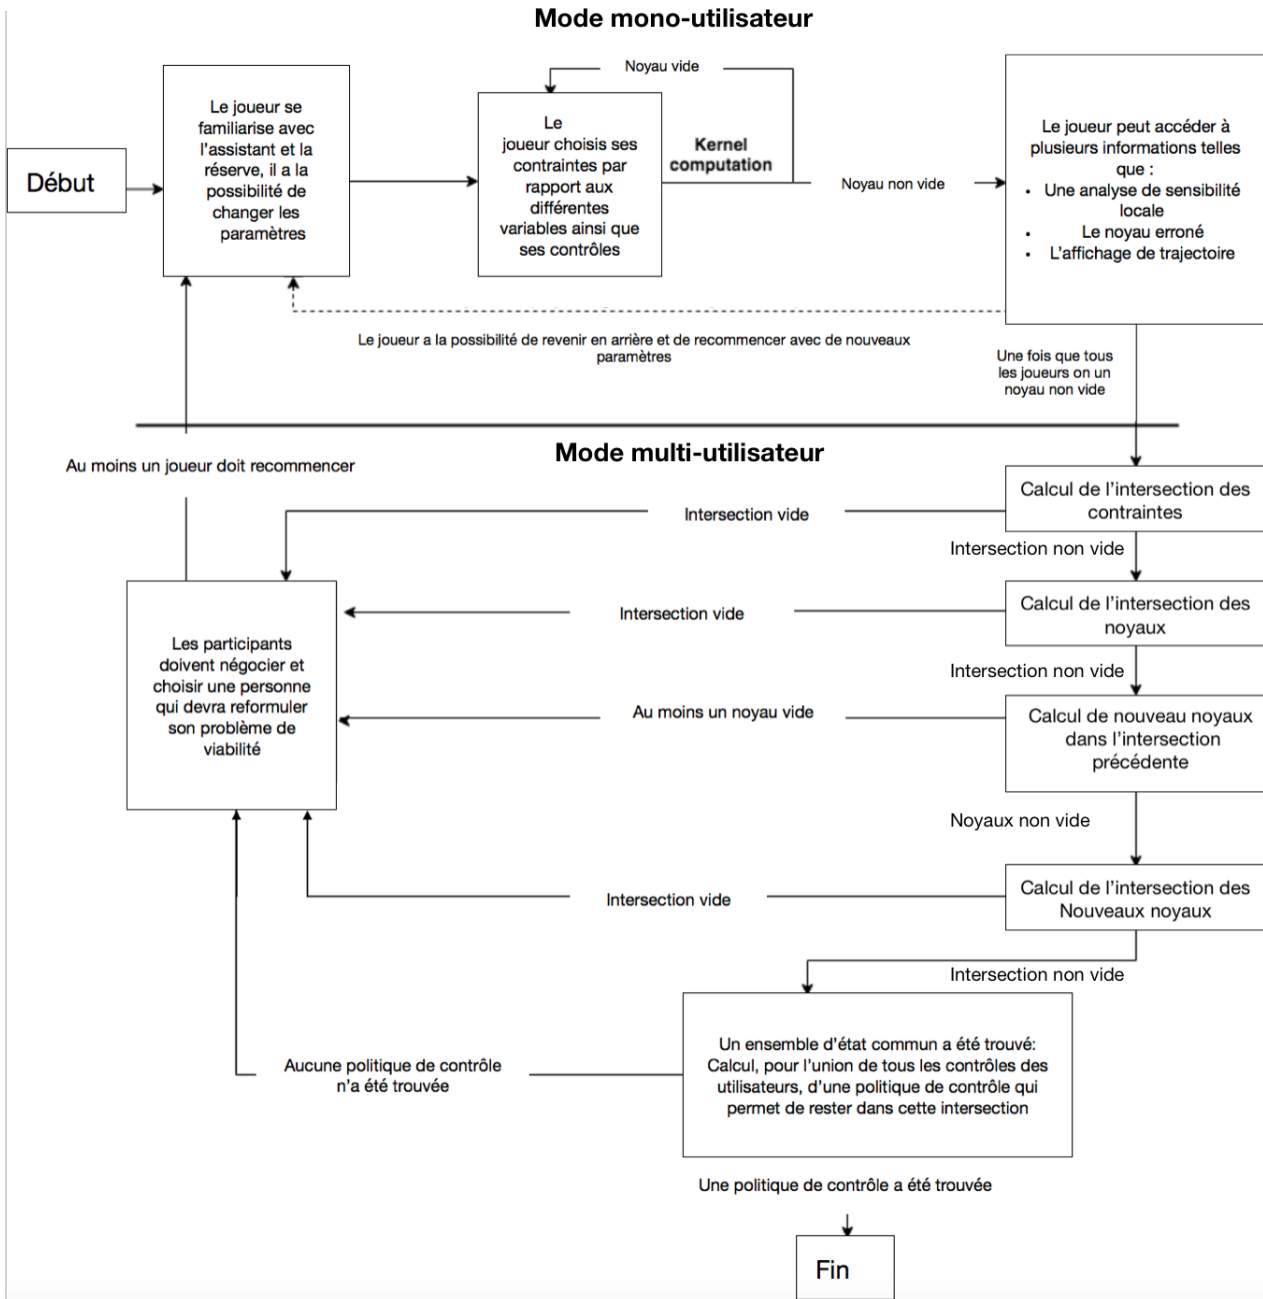 Mode mono-utilisateur
Noyau vide
Début
Le joueur se
familiarise avec
l'assistant et la
réserve, il a la
possibilité de
changer les
paramètres
Le
joueur choisis ses
contraintes par
rapport aux
différentes
variables ainsi que
ses contrôles
Kernel
computation
Noyau non vide
Le joueur peut accéder à
plusieurs informations telles
que :
• Une analyse de sensibilité
locale
• Le noyau erroné
• L'affichage de trajectoire
Le joueur a la possibilité de revenir en arrière et de recommencer avec de nouveaux
paramètres
Une fois que tous
les joueurs on un
noyau non vide
Mode multi-utilisateur
Au moins un joueur doit recommencer
Calcul de l'intersection des
contraintes
Intersection vide
Intersection non vide
Calcul de l'intersection des
noyaux
Intersection vide
Intersection non vide
Les participants
doivent négocier et
choisir une personne
qui devra reformuler
son problème de
viabilité
Au moins un noyau vide
Calcul de nouveau noyaux
dans l'intersection
précédente
Noyaux non vide
Calcul de l'intersection des
Nouveaux noyaux
Intersection vide
Intersection non vide
Un ensemble d'état commun a été trouvé:
Calcul, pour l'union de tous les contrôles des
utilisateurs, d'une politique de contrôle qui
permet de rester dans cette intersection
Aucune politique de contrôle
n'a été trouvée
Une politique de contrôle a été trouvée
Fin